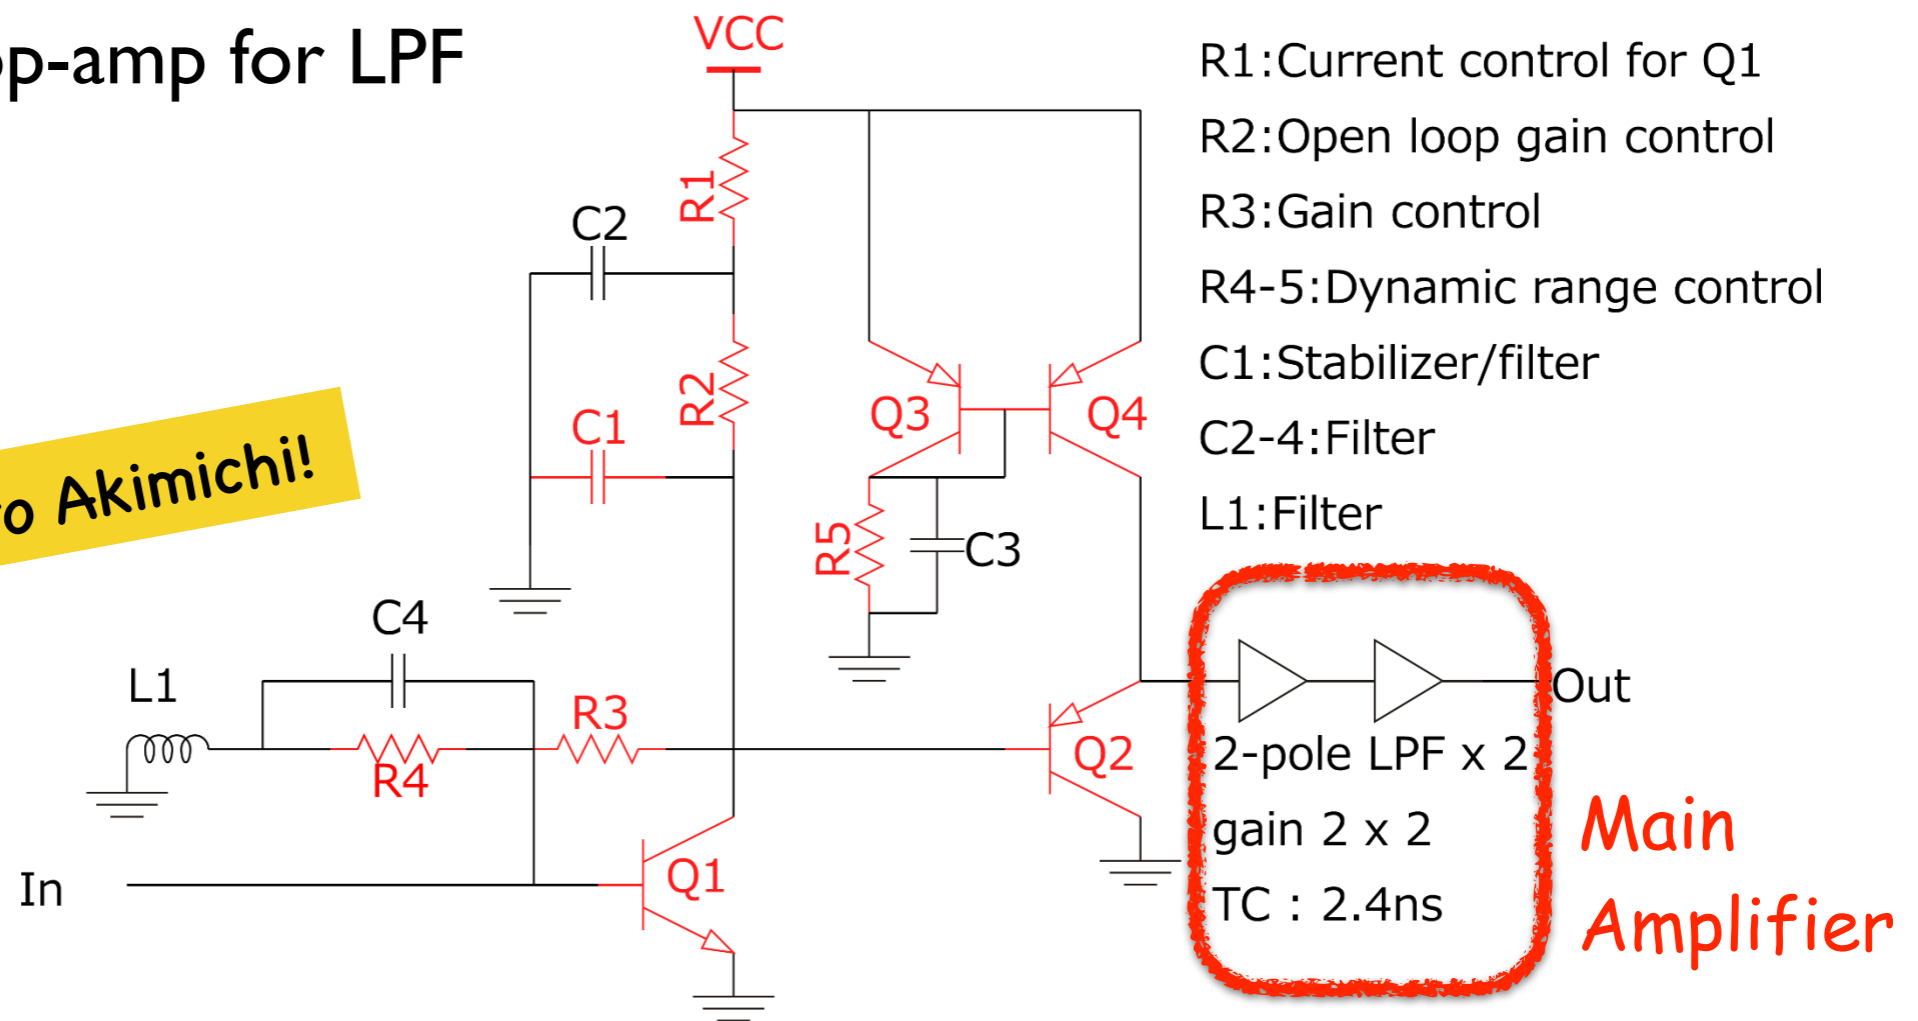 op-amp for LPF
VCC
R1:Current control for Q1
R2:Open loop gain control
R3:Gain control
R4-5:Dynamic range control
C1:Stabilizer/filter
C2-4:Filter
L1:Filter
R1
C2
R2
C1
Q3
Q4
R5
C3
to Akimichi!
C4
L1
R3
R4
Q2
Q1
In
Out
2-pole LPF x 2
gain 2 x 2
TC : 2.4ns
Main
Amplifier